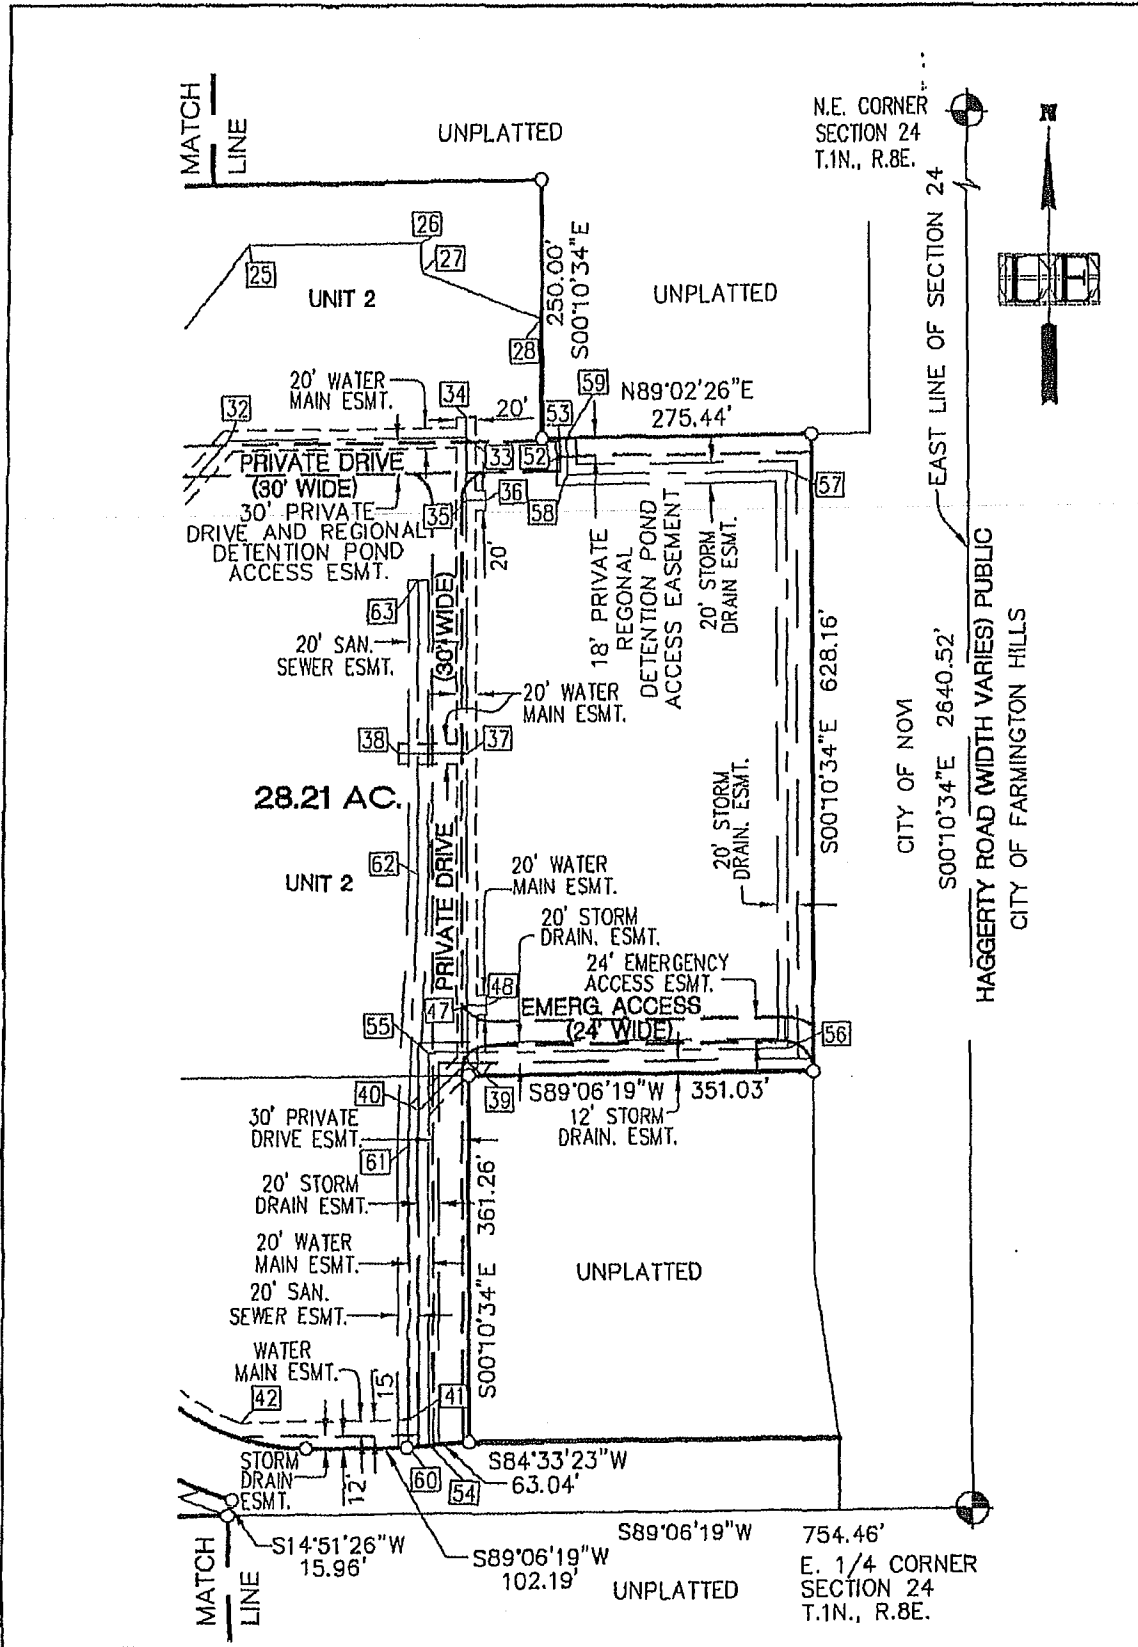 MATCH
LINE
UNPLATTED
N.E. CORNER
SECTION 24
T.1N., R.8E.
N
EAST LINE OF SECTION 24
26
27
25
UNIT 2
250.00'
S00°10'34"E
UNPLATTED
28
20' WATER
MAIN ESMT.
34
20'
59
N89°02'26"E
275.44'
32
53
33
52
PRIVATE DRIVE
(30' WIDE)
57
36
35
58
30' PRIVATE
DRIVE AND REGIONAL
DETENTION POND
ACCESS ESMT.
20'
18' PRIVATE
REGONAL
DETENTION POND
ACCESS EASEMENT
20' STORM
DRAIN ESMT.
63
(30' WIDE)
20' SAN.
SEWER ESMT.
20' WATER
MAIN ESMT.
38
37
S00°10'34"E 628.16'
CITY OF NOVI
S00°10'34"E 2640.52'
HAGGERTY ROAD (WIDTH VARIES) PUBLIC
CITY OF FARMINGTON HILLS
28.21 AC.
20' STORM
DRAIN. ESMT.
62
UNIT 2
PRIVATE DRIVE
20' WATER
MAIN ESMT.
20' STORM
DRAIN. ESMT.
24' EMERGENCY
ACCESS ESMT.
48
47
EMERG. ACCESS
(24' WIDE)
55
56
40
39
S89°06'19"W 351.03'
12' STORM
DRAIN. ESMT.
30' PRIVATE
DRIVE ESMT.
61
20' STORM
DRAIN ESMT.
S00°10'34"E 361.26'
20' WATER
MAIN ESMT.
20' SAN.
SEWER ESMT.
UNPLATTED
WATER
MAIN ESMT.
15
42
41
STORM
DRAIN
ESMT.
12'
60
54
S84°33'23"W
63.04'
S14°51'26"W
15.96'
S89°06'19"W
102.19'
S89°06'19"W 754.46'
UNPLATTED
E. 1/4 CORNER
SECTION 24
T.1N., R.8E.
MATCH
LINE